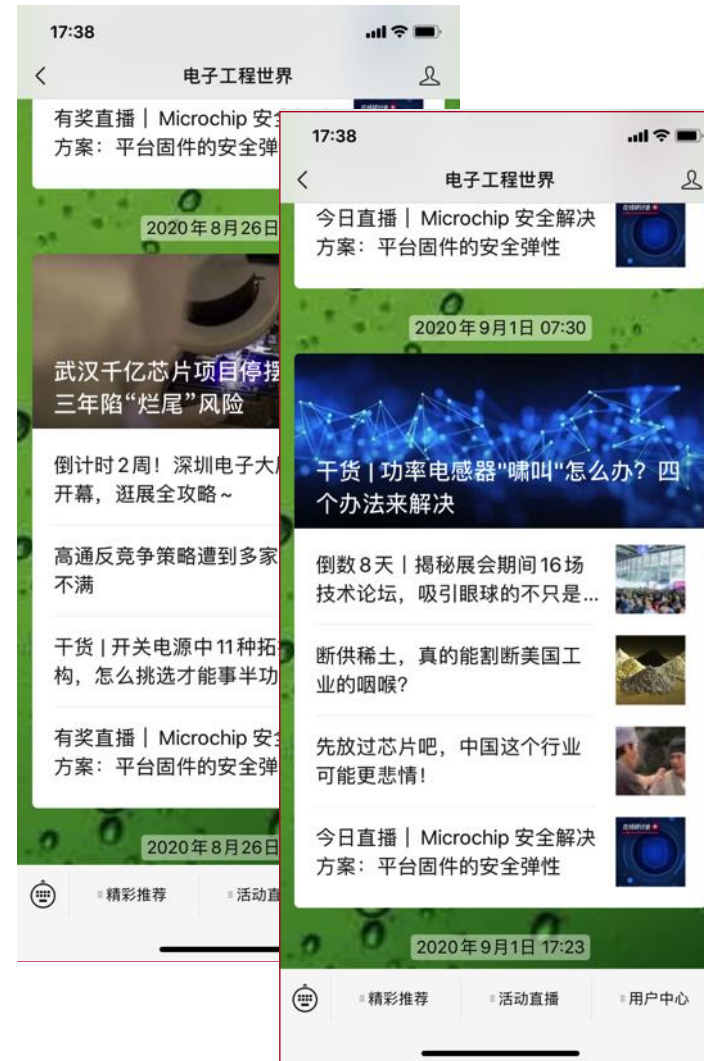 17:38
电子工程世界
有奖直播｜ Microchip 安
方案：平台固件的安全弹
2020年8月26日
武汉千亿芯片项目停摆
三年陷“烂尾”风险
倒计时2周！深圳电子大
开幕，逛展全攻略～
高通反竞争策略遭到多家
不满
干货 | 开关电源中11种拓
构，怎么挑选才能事半功
有奖直播｜ Microchip 安
方案：平台固件的安全弹
2020年8月26日
精彩推荐
活动直
17:38
电子工程世界
今日直播｜ Microchip 安全解决
方案：平台固件的安全弹性
2020年9月1日 07:30
干货 | 功率电感器"啸叫"怎么办？四
个办法来解决
倒数8天丨揭秘展会期间16场
技术论坛，吸引眼球的不只是...
断供稀土，真的能割断美国工
业的咽喉？
先放过芯片吧，中国这个行业
可能更悲情！
今日直播｜ Microchip 安全解决
方案：平台固件的安全弹性
在线研讨会
2020年9月1日 17:23
精彩推荐
活动直播
用户中心